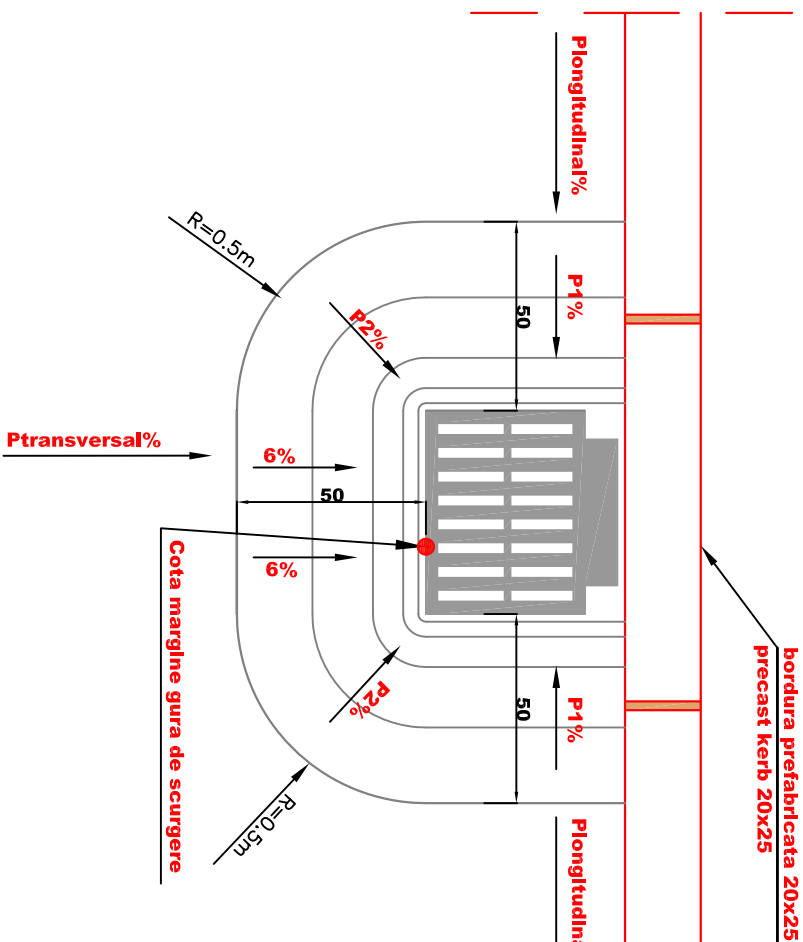 Plongitudinal%
R=0.5m
P1%
50
P2%
Ptransversal%
6%
50
6%
Cota margine gura de scurgere
P2%
50
P1%
R=0.5m
bordura prefabricata 20x25
precast kerb 20x25